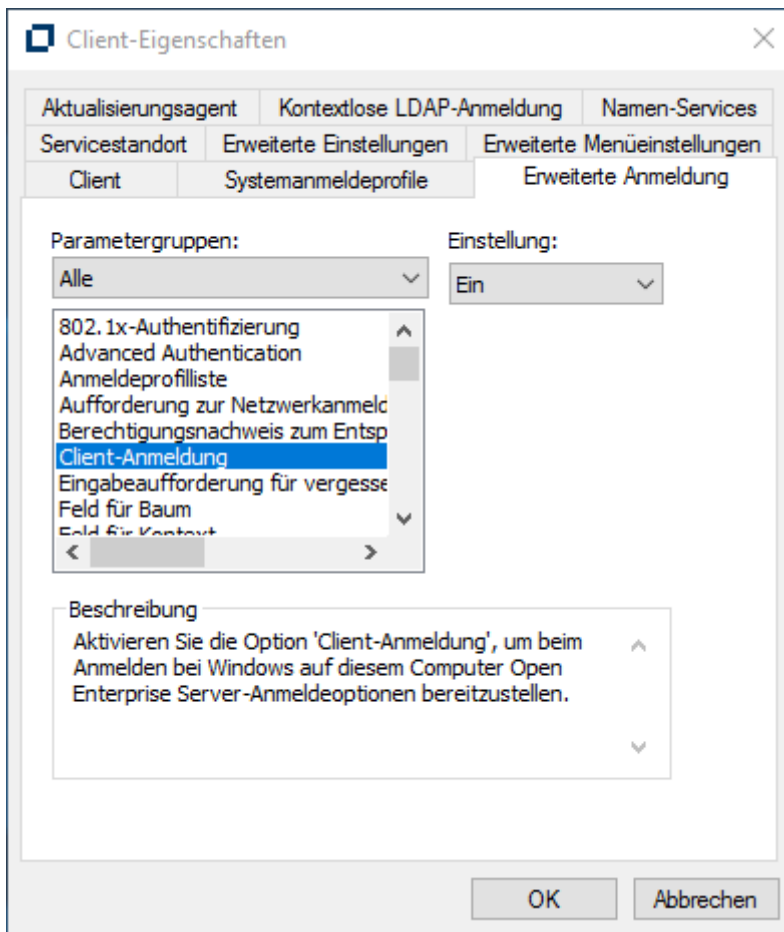 Client-Eigenschaften
Aktualisierungsagent Kontextlose LDAP-Anmeldung Namen-Services
Servicestandort Erweiterte Einstellungen Erweiterte Menüeinstellungen
Client Systemanmeldeprofile Erweiterte Anmeldung
Parametergruppen: Einstellung:
Alle Ein
802.1x-Authentifizierung
Advanced Authentication
Anmeldeprofilliste
Aufforderung zur Netzwerkanmeld
Berechtigungsnachweis zum Entsp
Client-Anmeldung
Eingabeaufforderung für vergesse
Feld für Baum
Feld für Kontext
Beschreibung
Aktivieren Sie die Option 'Client-Anmeldung', um beim
Anmelden bei Windows auf diesem Computer Open
Enterprise Server-Anmeldeoptionen bereitzustellen.
OK Abbrechen